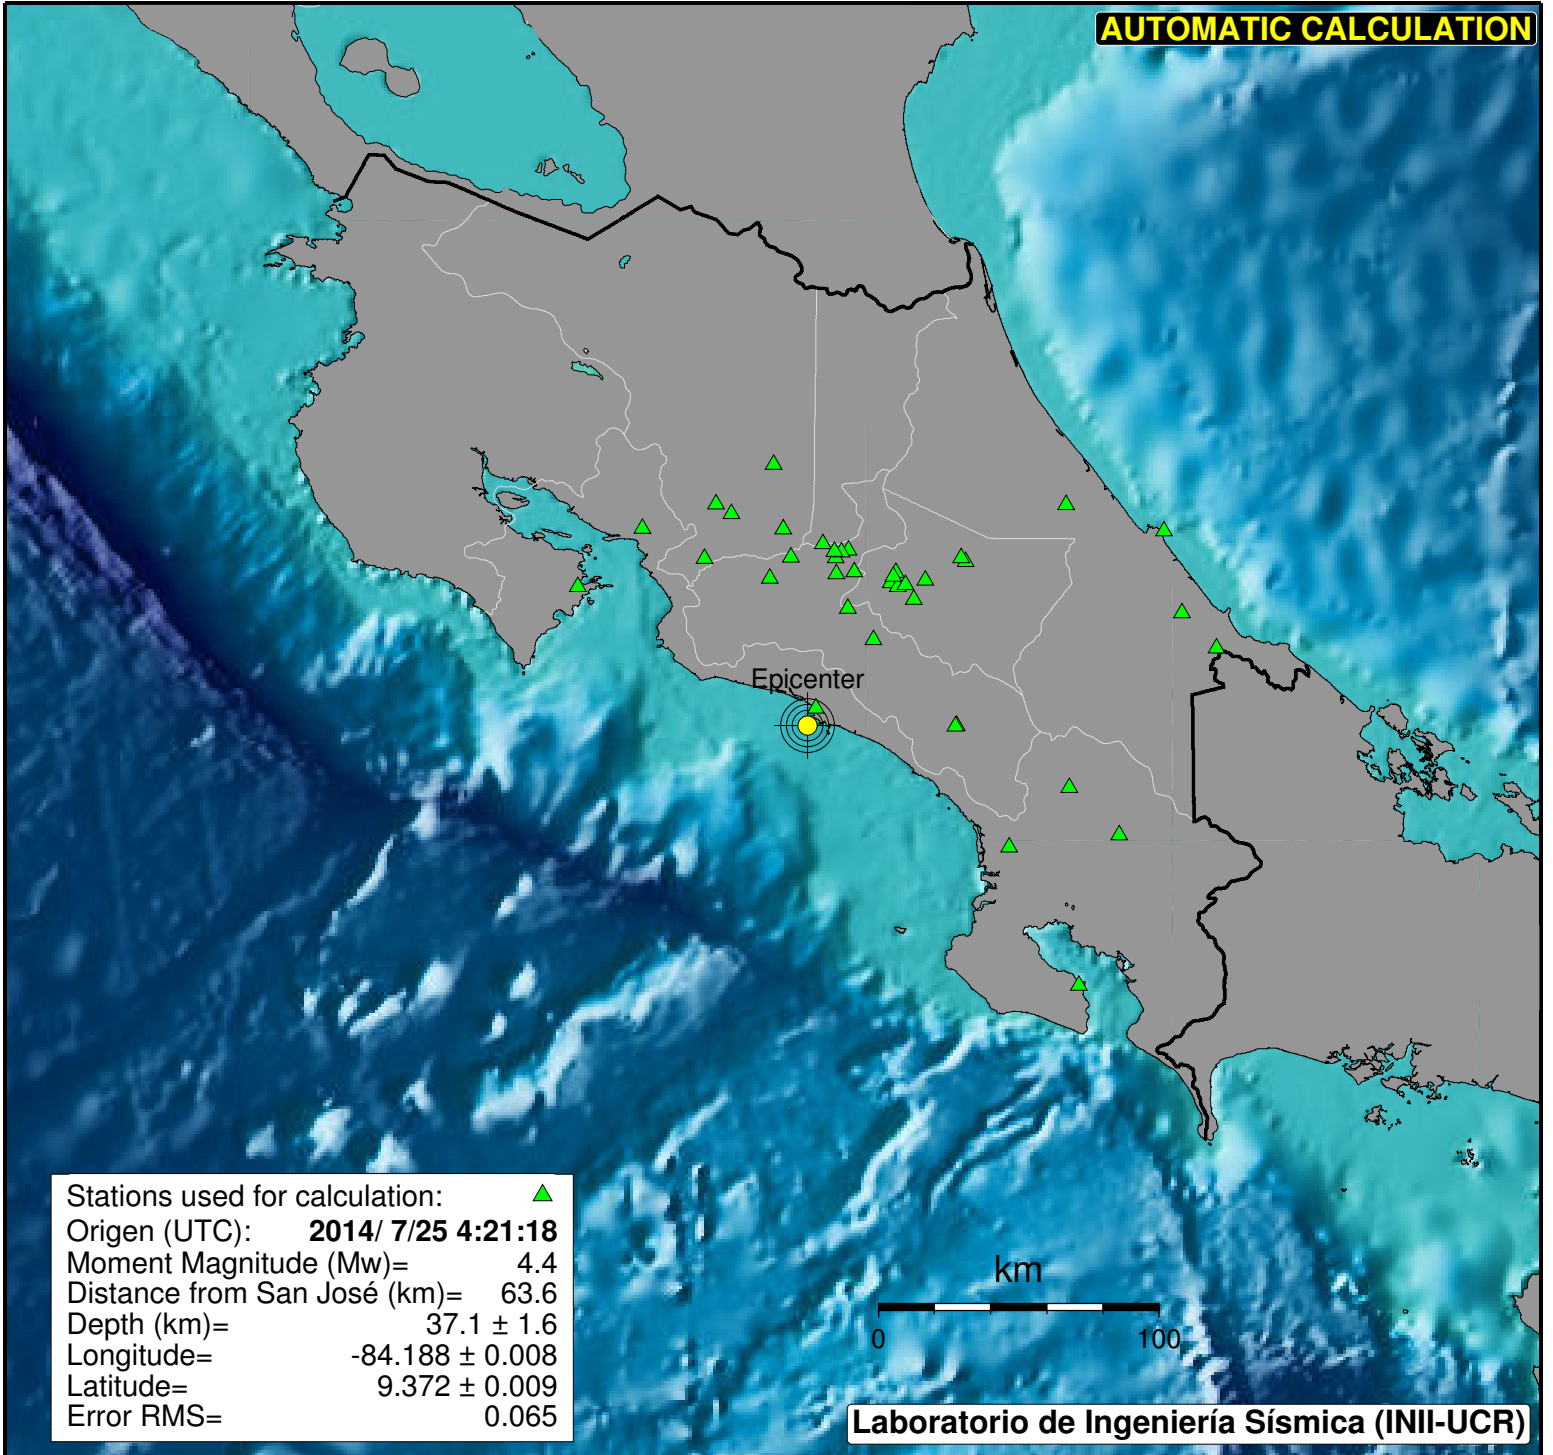 AUTOMATIC CALCULATION
Epicenter
Stations used for calculation:
Origen (UTC): 2014/ 7/25 4:21:18
Moment Magnitude (Mw)= 4.4
Distance from San José (km)= 63.6
Depth (km)= 37.1 ± 1.6
Longitude= -84.188 ± 0.008
Latitude= 9.372 ± 0.009
Error RMS= 0.065
km
0 100
Laboratorio de Ingeniería Sísmica (INII-UCR)